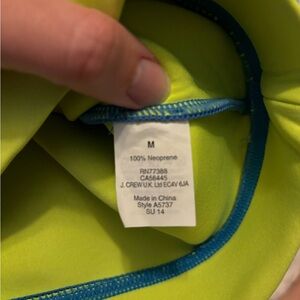 M
100% Neoprene
RN77388
CA56445
J. CREW U.K. Ltd EC4V 6JA
Made in China
Style A5737
SU 14